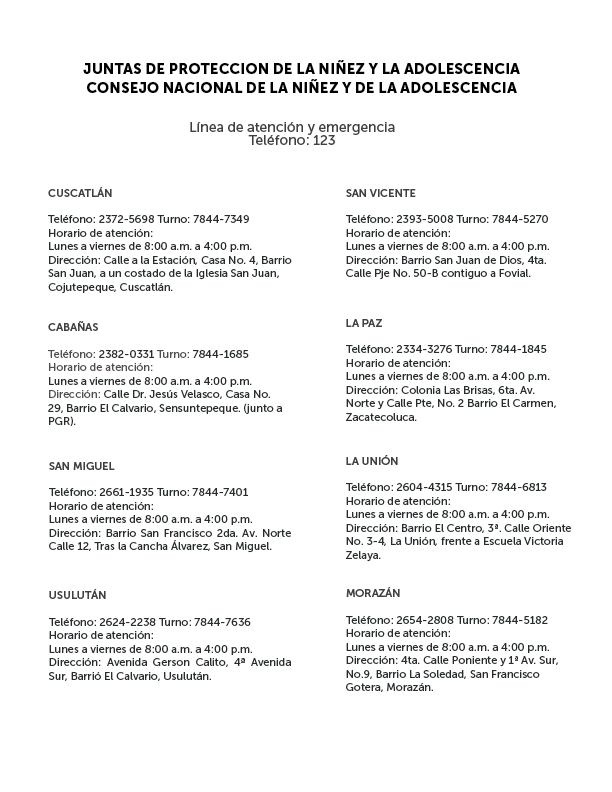 JUNTAS DE PROTECCION DE LA NIÑEZ Y LA ADOLESCENCIA
CONSEJO NACIONAL DE LA NIÑEZ Y DE LA ADOLESCENCIA
Línea de atención y emergencia
Teléfono: 123
CUSCATLÁN
Teléfono: 2372-5698 Turno: 7844-7349
Horario de atención:
Lunes a viernes de 8:00 a.m. a 4:00 p.m.
Dirección: Calle a la Estación, Casa No. 4, Barrio
San Juan, a un costado de la Iglesia San Juan,
Cojutepeque, Cuscatlán.
CABAÑAS
Teléfono: 2382-0331 Turno: 7844-1685
Horario de atención:
Lunes a viernes de 8:00 a.m. a 4:00 p.m.
Dirección: Calle Dr. Jesús Velasco, Casa No.
29, Barrio El Calvario, Sensuntepeque. (junto a
PGR).
SAN MIGUEL
Teléfono: 2661-1935 Turno: 7844-7401
Horario de atención:
Lunes a viernes de 8:00 a.m. a 4:00 p.m.
Dirección: Barrio San Francisco 2da. Av. Norte
Calle 12, Tras la Cancha Álvarez, San Miguel.
USULUTÁN
Teléfono: 2624-2238 Turno: 7844-7636
Horario de atención:
Lunes a viernes de 8:00 a.m. a 4:00 p.m.
Dirección: Avenida Gerson Calito, 4ª Avenida
Sur, Barrió El Calvario, Usulután.
SAN VICENTE
Teléfono: 2393-5008 Turno: 7844-5270
Horario de atención:
Lunes a viernes de 8:00 a.m. a 4:00 p.m.
Dirección: Barrio San Juan de Dios, 4ta.
Calle Pje No. 50-B contiguo a Fovial.
LA PAZ
Teléfono: 2334-3276 Turno: 7844-1845
Horario de atención:
Lunes a viernes de 8:00 a.m. a 4:00 p.m.
Dirección: Colonia Las Brisas, 6ta. Av.
Norte y Calle Pte, No. 2 Barrio El Carmen,
Zacatecoluca.
LA UNIÓN
Teléfono: 2604-4315 Turno: 7844-6813
Horario de atención:
Lunes a viernes de 8:00 a.m. a 4:00 p.m.
Dirección: Barrio El Centro, 3ª. Calle Oriente
No. 3-4, La Unión, frente a Escuela Victoria
Zelaya.
MORAZÁN
Teléfono: 2654-2808 Turno: 7844-5182
Horario de atención:
Lunes a viernes de 8:00 a.m. a 4:00 p.m.
Dirección: 4ta. Calle Poniente y 1ª Av. Sur,
No.9, Barrio La Soledad, San Francisco
Gotera, Morazán.